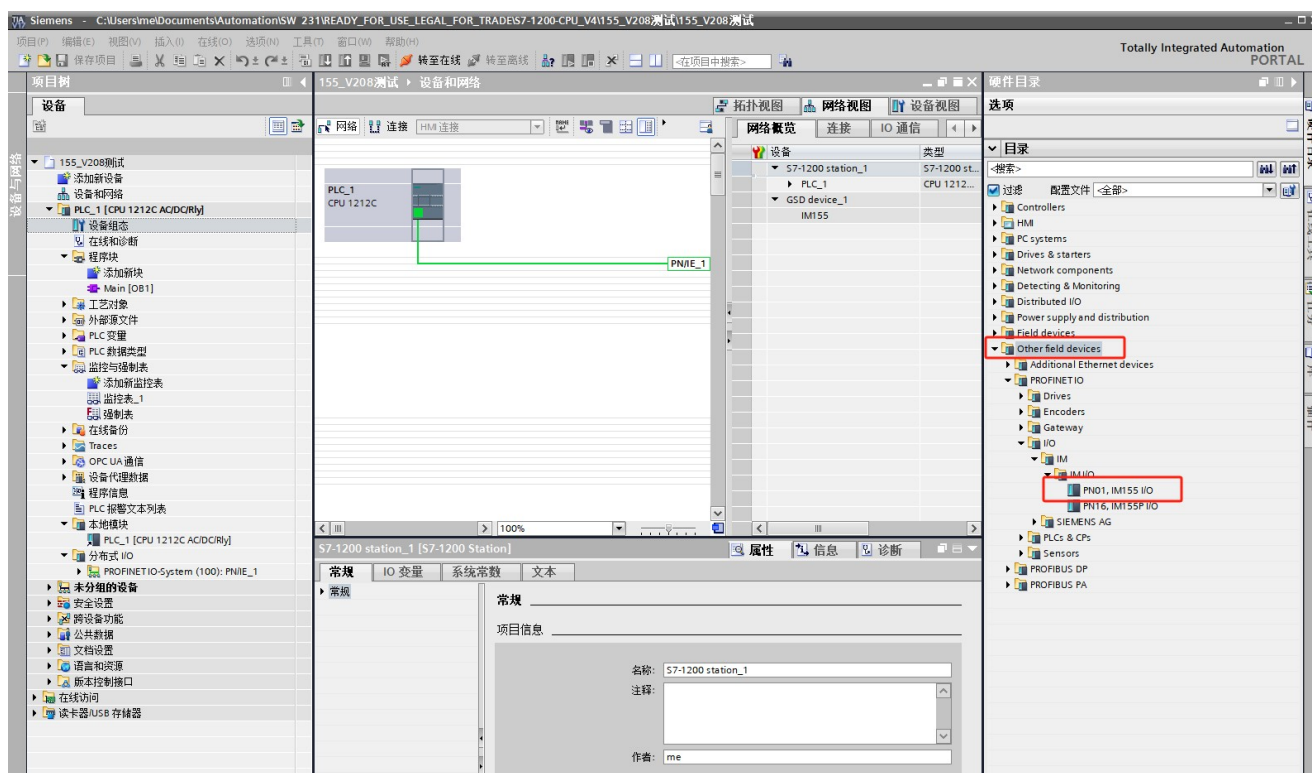 Siemens - C:\Users\me\Documents\Automation\SW 231\READY_FOR_USE_LEGAL_FOR_TRADE\S7-1200-CPU_V4\155_V208测试\155_V208测试
项目(P) 编辑(E) 视图(V) 插入(I) 在线(O) 选项(N) 工具(T) 窗口(W) 帮助(H)
Totally Integrated Automation
PORTAL
保存项目 转至在线 转至离线 <在项目中搜索>
项目树
设备
设备与网络
155_V208测试
添加新设备
设备和网络
PLC_1 [CPU 1212C AC/DC/Rly]
设备组态
在线和诊断
程序块
添加新块
Main [OB1]
工艺对象
外部源文件
PLC 变量
PLC 数据类型
监控与强制表
添加新监控表
监控表_1
强制表
在线备份
Traces
OPC UA 通信
设备代理数据
程序信息
PLC 报警文本列表
本地模块
PLC_1 [CPU 1212C AC/DC/Rly]
分布式 I/O
PROFINET IO-System (100): PN/IE_1
未分组的设备
安全设置
跨设备功能
公共数据
文档设置
语言和资源
版本控制接口
在线访问
读卡器/USB 存储器
155_V208测试 ▸ 设备和网络
拓扑视图 网络视图 设备视图
网络 连接 HMI 连接
PLC_1
CPU 1212C
PN/IE_1
100%
网络概览 连接 IO 通信
设备 类型
S7-1200 station_1 S7-1200 st...
PLC_1 CPU 1212...
GSD device_1
IM155
S7-1200 station_1 [S7-1200 Station]
属性 信息 诊断
常规 IO 变量 系统常数 文本
常规
常规
项目信息
名称: S7-1200 station_1
注释:
作者: me
硬件目录
选项
目录
<搜索>
过滤 配置文件 <全部>
Controllers
HMI
PC systems
Drives & starters
Network components
Detecting & Monitoring
Distributed I/O
Power supply and distribution
Field devices
Other field devices
Additional Ethernet devices
PROFINET IO
Drives
Encoders
Gateway
I/O
IM
IM I/O
PN01, IM155 I/O
PN16, IM155P I/O
SIEMENS AG
PLCs & CPs
Sensors
PROFIBUS DP
PROFIBUS PA